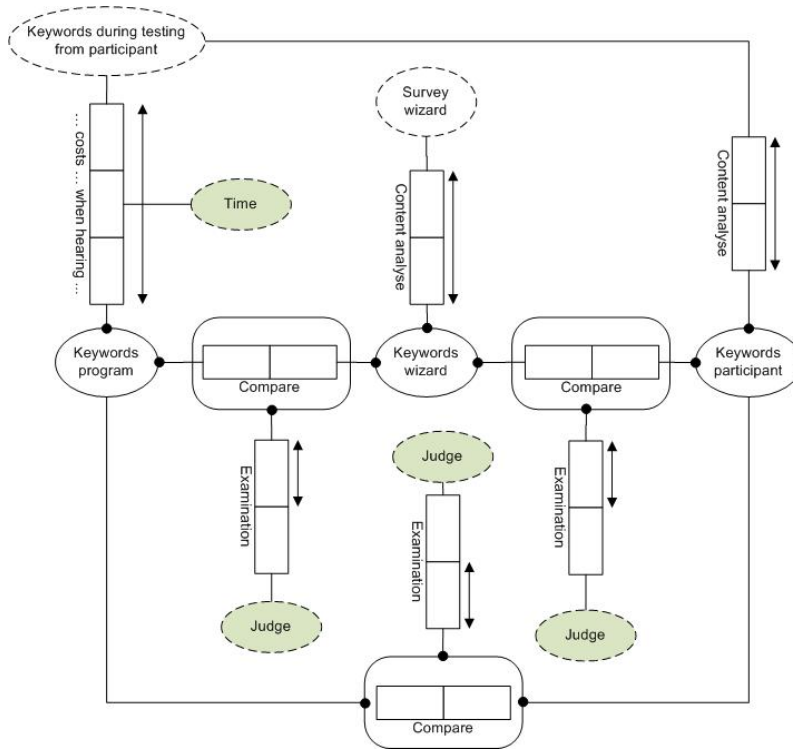 Keywords during testing
from participant
Survey
wizard
... costs ... when hearing ...
Time
Content analyse
Content analyse
Keywords
program
Compare
Keywords
wizard
Compare
Keywords
participant
Examination
Judge
Examination
Examination
Judge
Judge
Compare